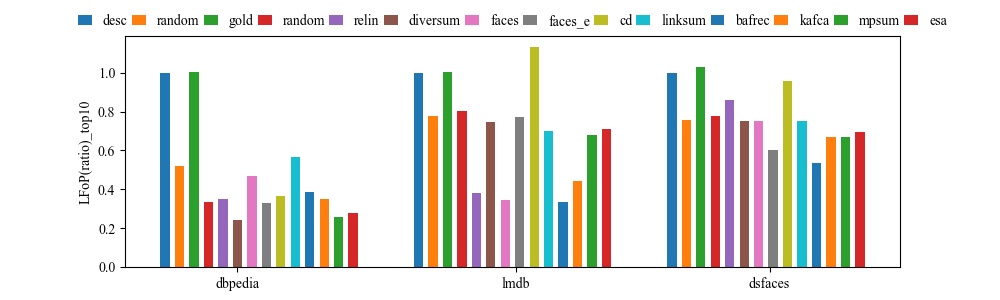 desc random gold random relin diversum faces faces_e cd linksum bafrec kafca mpsum esa
LFoP(ratio)_top10
1.0
0.8
0.6
0.4
0.2
0.0
dbpedia lmdb dsfaces